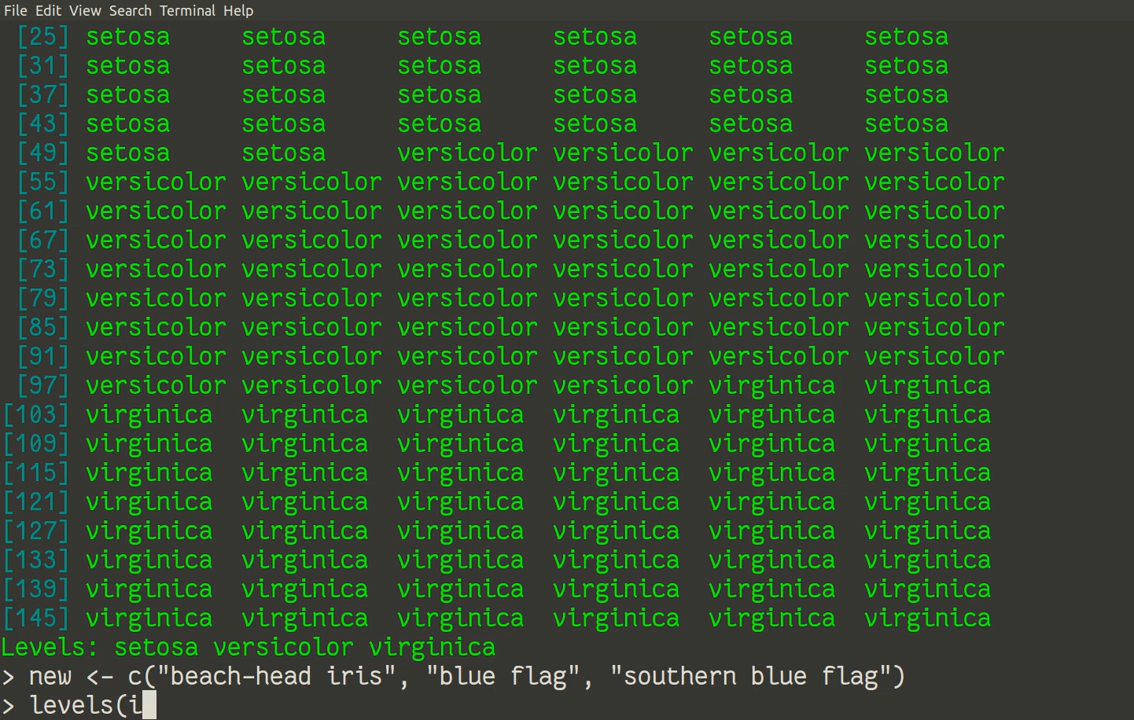 File Edit View Search Terminal Help
[25] setosa setosa setosa setosa setosa setosa
[31] setosa setosa setosa setosa setosa setosa
[37] setosa setosa setosa setosa setosa setosa
[43] setosa setosa setosa setosa setosa setosa
[49] setosa setosa versicolor versicolor versicolor versicolor
[55] versicolor versicolor versicolor versicolor versicolor versicolor
[61] versicolor versicolor versicolor versicolor versicolor versicolor
[67] versicolor versicolor versicolor versicolor versicolor versicolor
[73] versicolor versicolor versicolor versicolor versicolor versicolor
[79] versicolor versicolor versicolor versicolor versicolor versicolor
[85] versicolor versicolor versicolor versicolor versicolor versicolor
[91] versicolor versicolor versicolor versicolor versicolor versicolor
[97] versicolor versicolor versicolor versicolor virginica virginica
[103] virginica virginica virginica virginica virginica virginica
[109] virginica virginica virginica virginica virginica virginica
[115] virginica virginica virginica virginica virginica virginica
[121] virginica virginica virginica virginica virginica virginica
[127] virginica virginica virginica virginica virginica virginica
[133] virginica virginica virginica virginica virginica virginica
[139] virginica virginica virginica virginica virginica virginica
[145] virginica virginica virginica virginica virginica virginica
Levels: setosa versicolor virginica
> new <- c("beach-head iris", "blue flag", "southern blue flag")
> levels(i